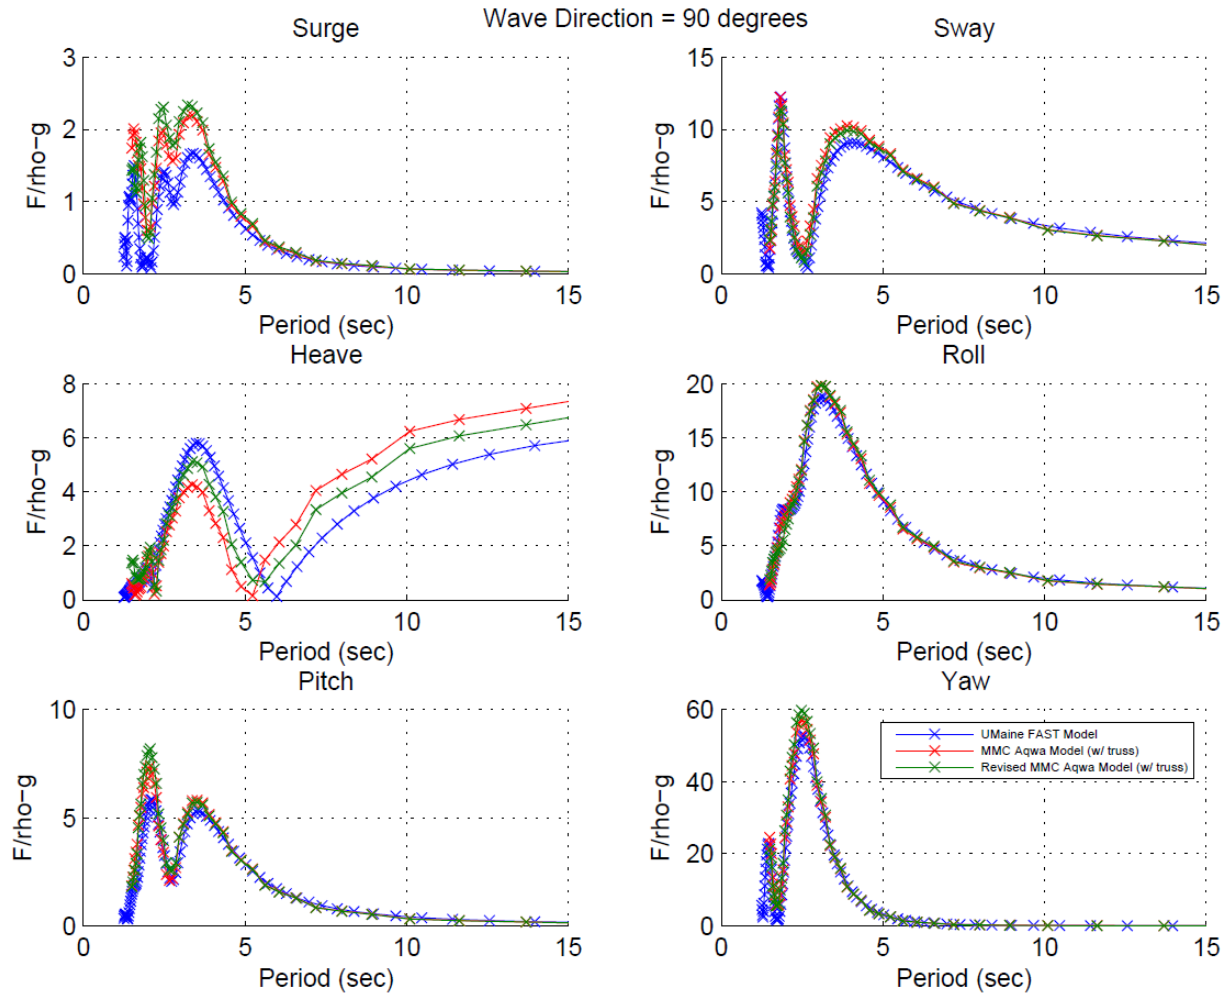 Wave Direction = 90 degrees
Surge
F/rho-g
3
2
1
0
0 5 10 15
Period (sec)
Sway
F/rho-g
15
10
5
0
0 5 10 15
Period (sec)
Heave
F/rho-g
8
6
4
2
0
0 5 10 15
Period (sec)
Roll
F/rho-g
20
15
10
5
0
0 5 10 15
Period (sec)
Pitch
F/rho-g
10
5
0
0 5 10 15
Period (sec)
Yaw
F/rho-g
60
40
20
0
0 5 10 15
Period (sec)
UMaine FAST Model
MMC Aqwa Model (w/ truss)
Revised MMC Aqwa Model (w/ truss)